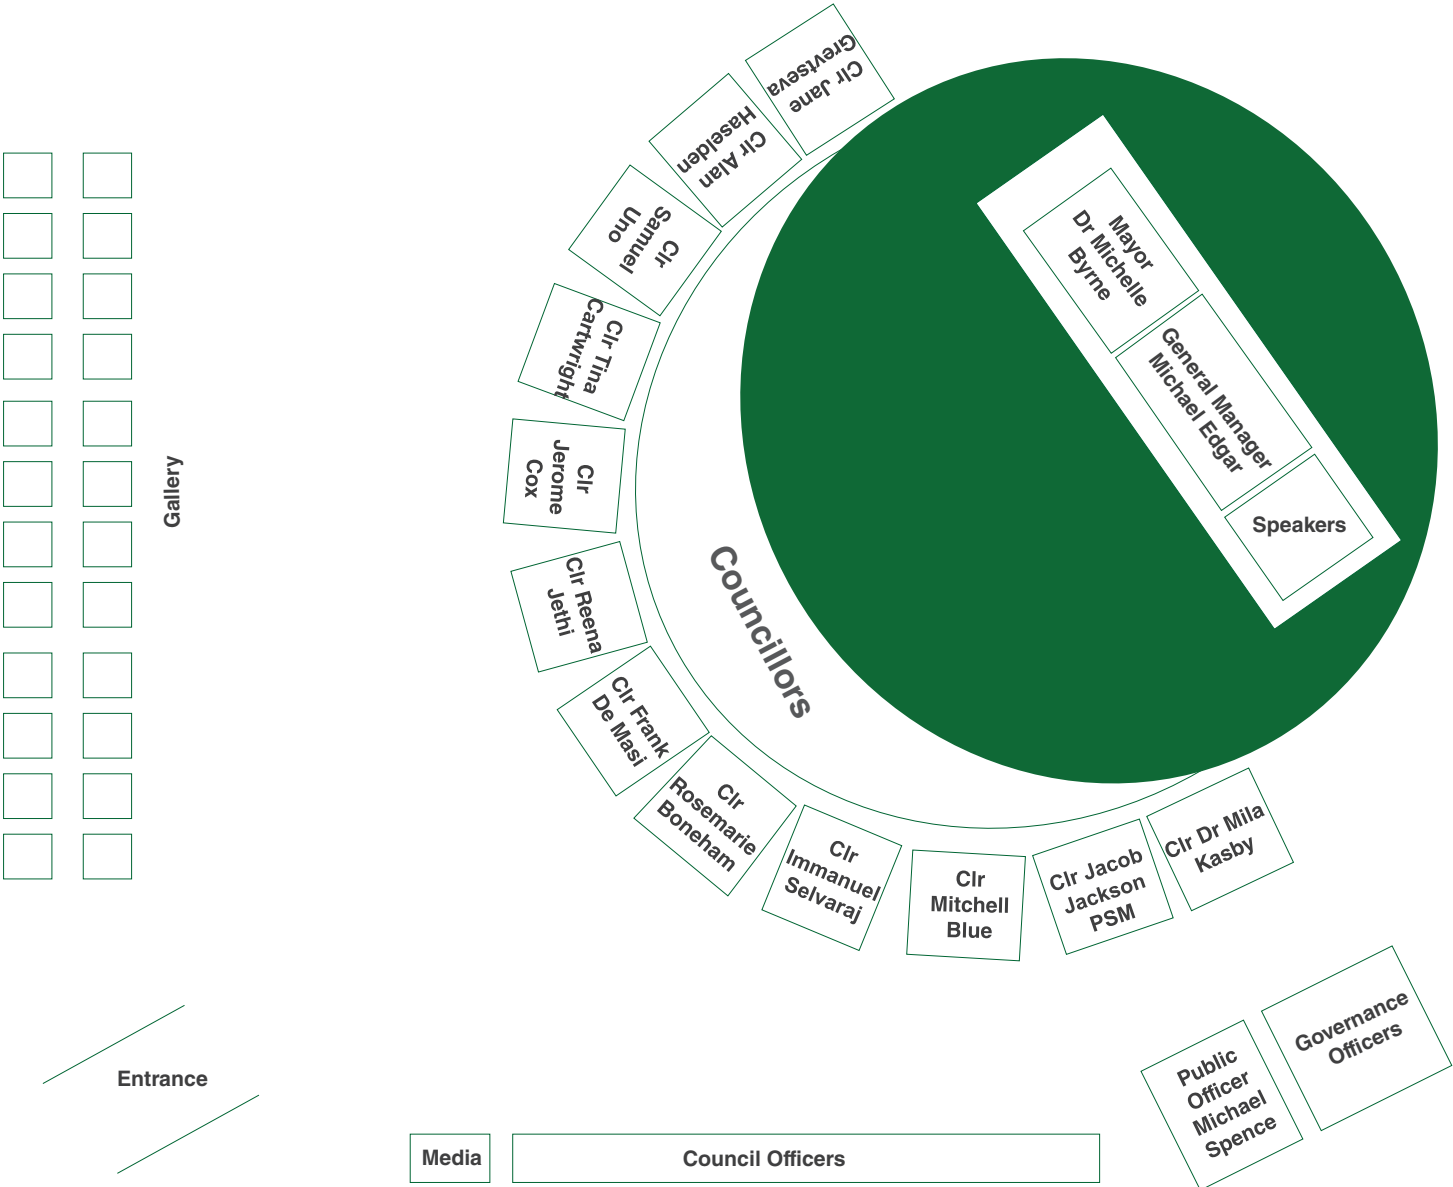 Clr Jane
Grevtseva
Clr Alan
Haselden
Clr
Samuel
Uno
Clr Tina
Cartwright
Clr
Jerome
Cox
Clr Reena
Jethi
Clr Frank
De Masi
Clr
Rosemarie
Boneham
Clr
Immanuel
Selvaraj
Clr
Mitchell
Blue
Clr Jacob
Jackson
PSM
Clr Dr Mila
Kasby
Councillors
Mayor
Dr Michelle
Byrne
General Manager
Michael Edgar
Speakers
Gallery
Entrance
Media
Council Officers
Public
Officer
Michael
Spence
Governance
Officers